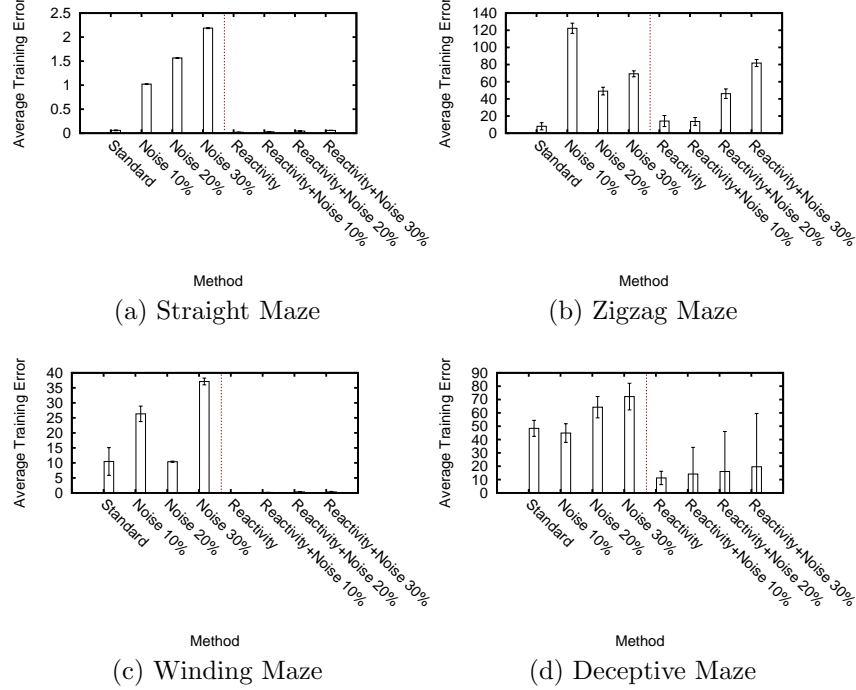 Average Training Error
2.5
2
1.5
1
0.5
0
Standard
Noise 10%
Noise 20%
Noise 30%
Reactivity
Reactivity+Noise 10%
Reactivity+Noise 20%
Reactivity+Noise 30%
Method
(a) Straight Maze
Average Training Error
140
120
100
80
60
40
20
0
Standard
Noise 10%
Noise 20%
Noise 30%
Reactivity
Reactivity+Noise 10%
Reactivity+Noise 20%
Reactivity+Noise 30%
Method
(b) Zigzag Maze
Average Training Error
40
35
30
25
20
15
10
5
0
Standard
Noise 10%
Noise 20%
Noise 30%
Reactivity
Reactivity+Noise 10%
Reactivity+Noise 20%
Reactivity+Noise 30%
Method
(c) Winding Maze
Average Training Error
90
80
70
60
50
40
30
20
10
0
Standard
Noise 10%
Noise 20%
Noise 30%
Reactivity
Reactivity+Noise 10%
Reactivity+Noise 20%
Reactivity+Noise 30%
Method
(d) Deceptive Maze